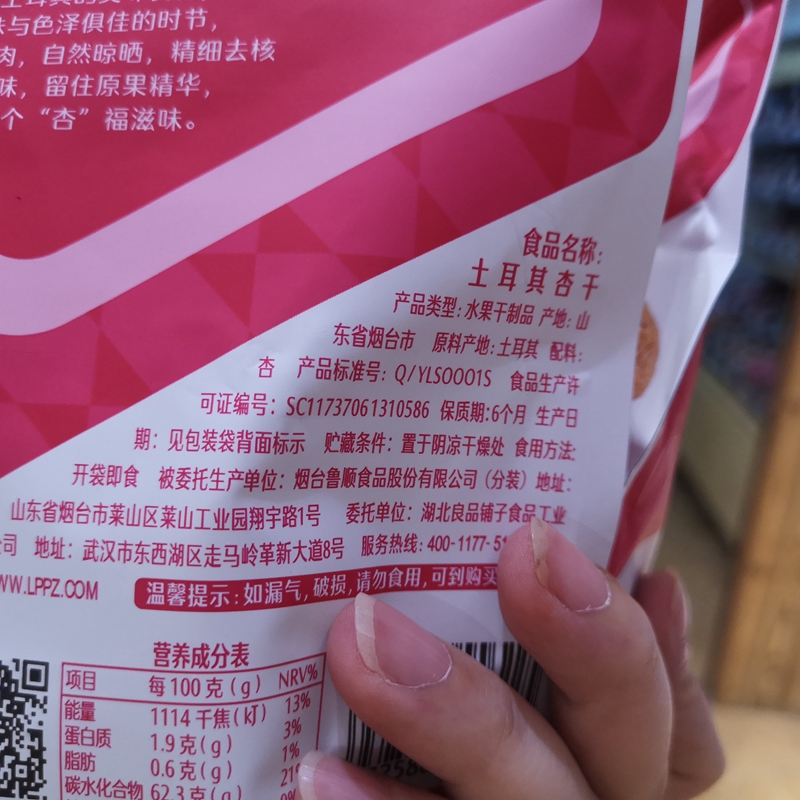 味与色泽俱佳的时节，
肉，自然晾晒，精细去核
味，留住原果精华，
个“杏”福滋味。
食品名称：
土耳其杏干
产品类型：水果干制品 产地：山
东省烟台市 原料产地：土耳其 配料：
杏 产品标准号：Q/YLS0001S 食品生产许
可证编号：SC11737061310586 保质期：6个月 生产日
期：见包装袋背面标示 贮藏条件：置于阴凉干燥处 食用方法：
开袋即食 被委托生产单位：烟台鲁顺食品股份有限公司（分装）地址：
山东省烟台市莱山区莱山工业园翔宇路1号 委托单位：湖北良品铺子食品工业
公司 地址：武汉市东西湖区走马岭革新大道8号 服务热线：400-1177-5
WW.LPPZ.COM
温馨提示：如漏气，破损，请勿食用，可到购买
营养成分表
项目 每100克(g) NRV%
能量 1114千焦(kJ) 13%
蛋白质 1.9克(g) 3%
脂肪 0.6克(g) 1%
碳水化合物 62.3克(g) 21